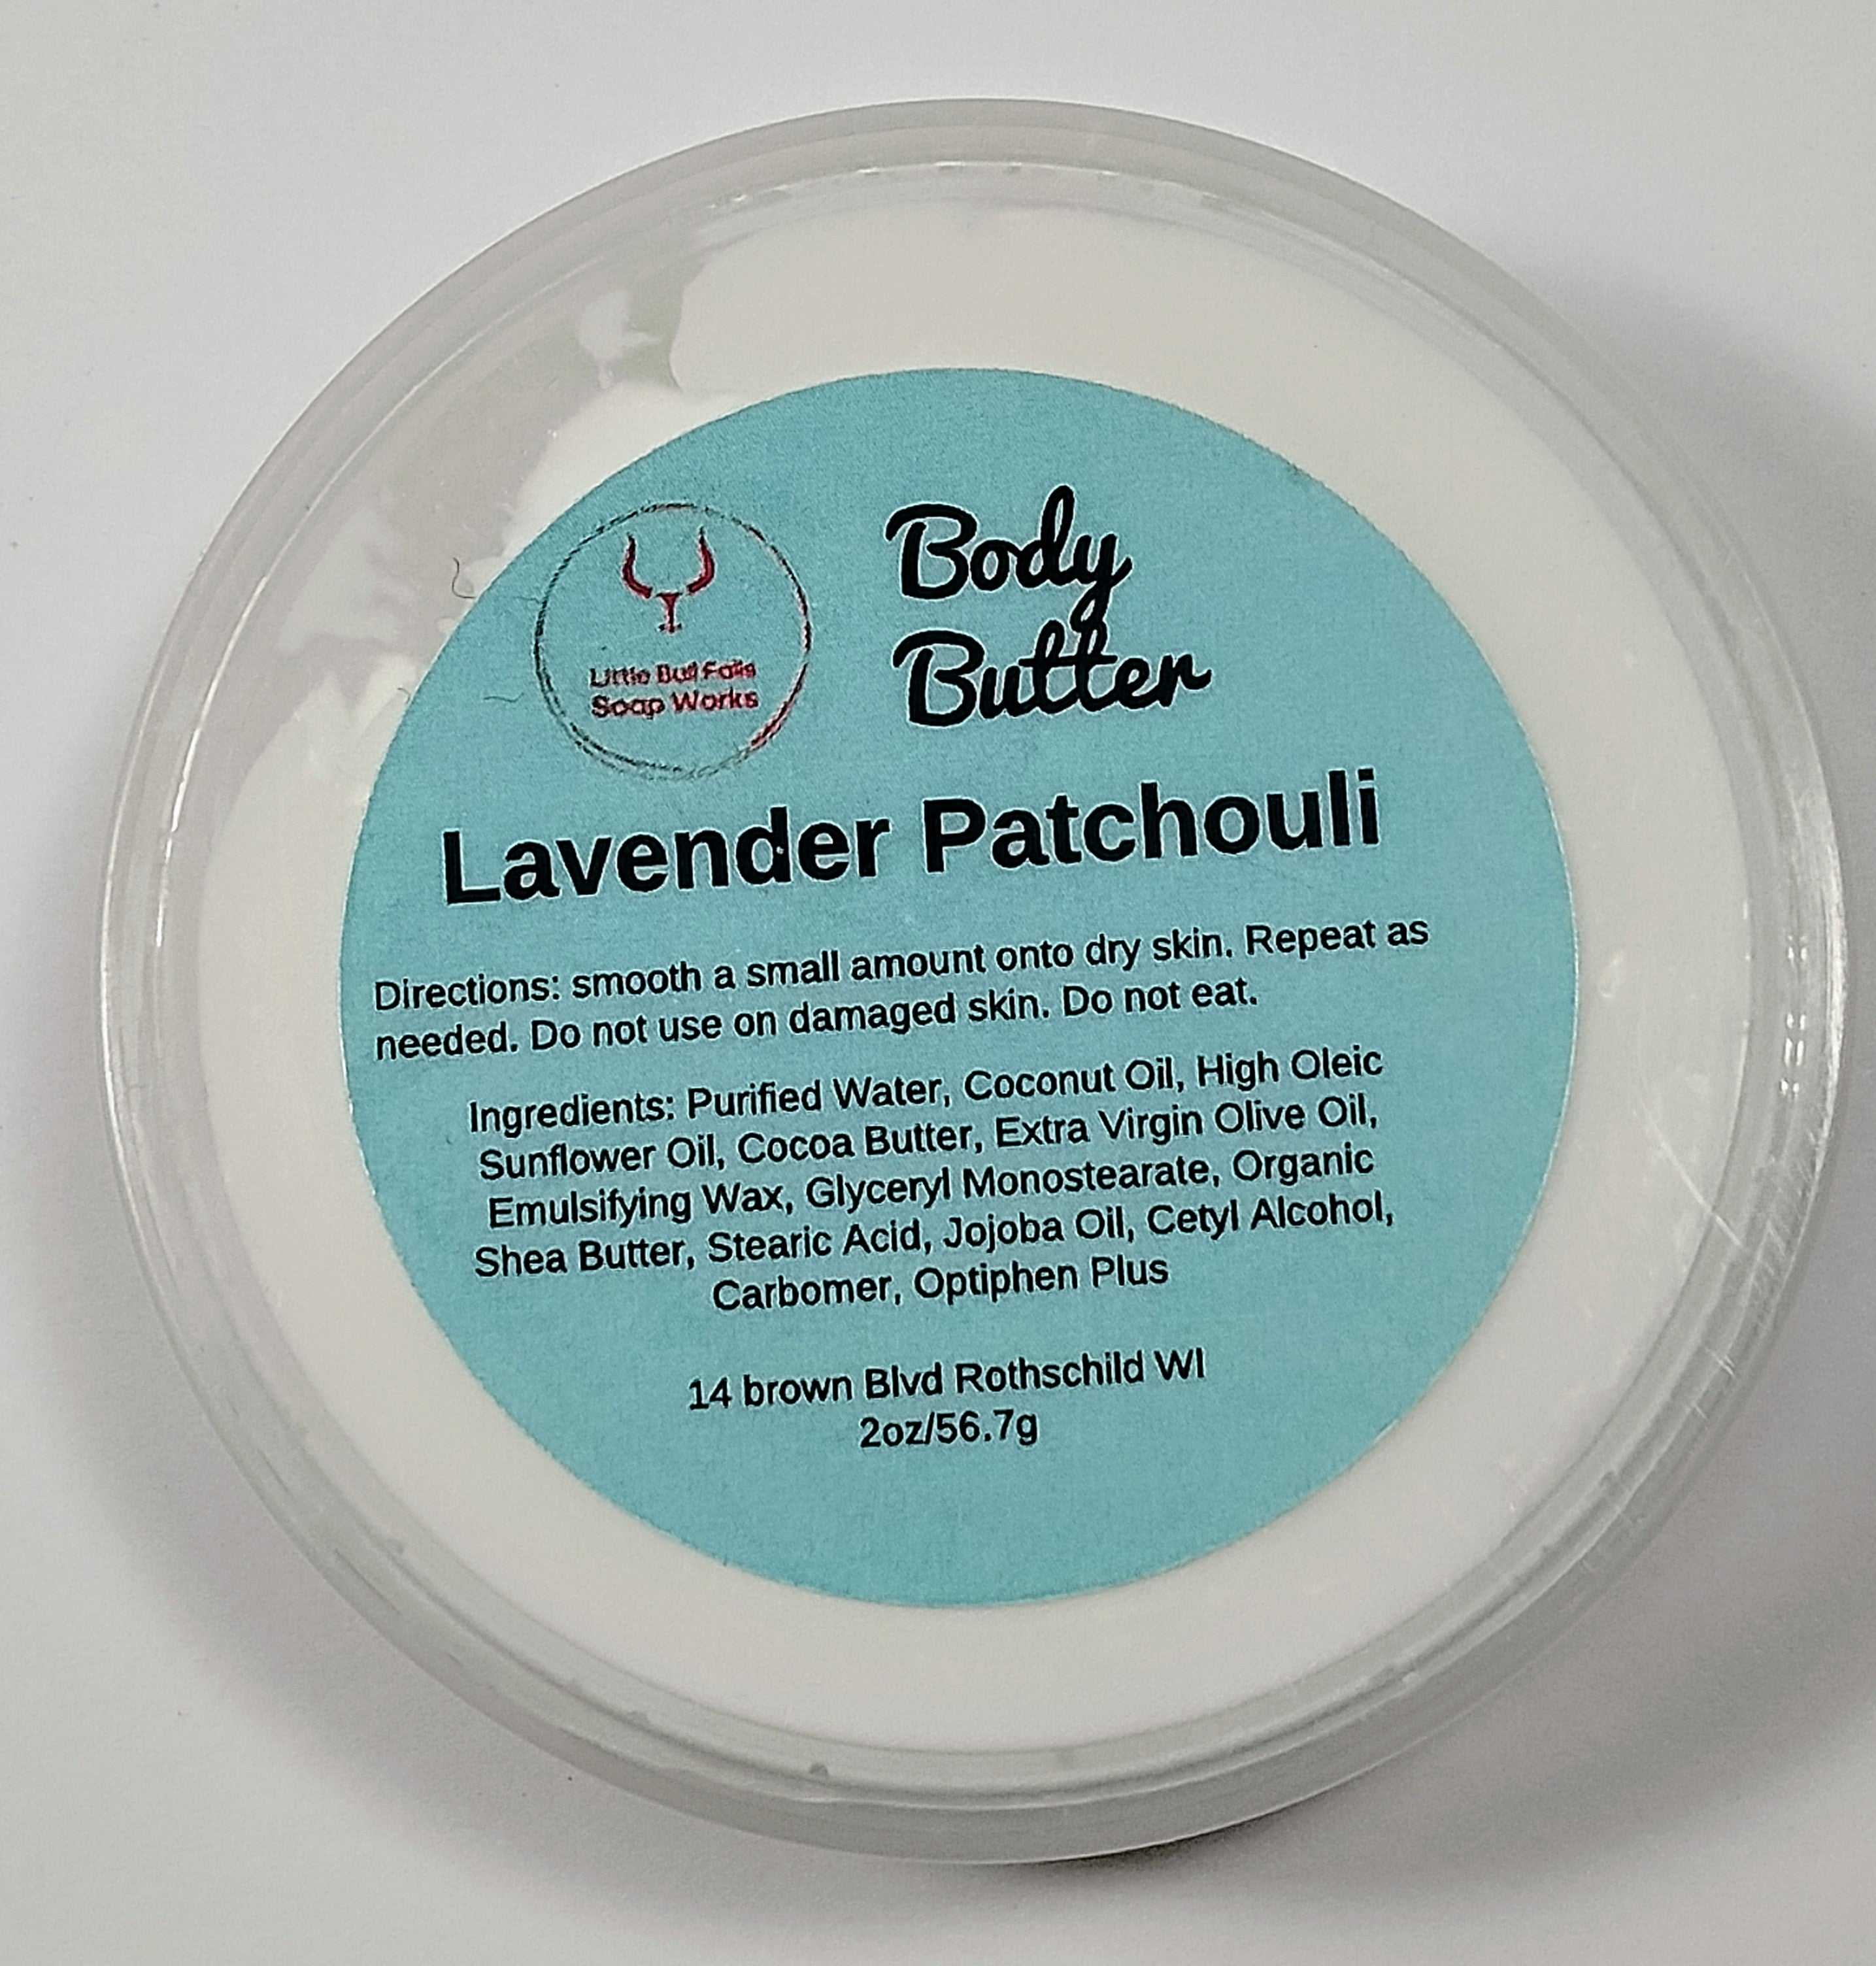 Little Bull Falls
Soap Works
Body
Butter
Lavender Patchouli
Directions: smooth a small amount onto dry skin. Repeat as
needed. Do not use on damaged skin. Do not eat.
Ingredients: Purified Water, Coconut Oil, High Oleic
Sunflower Oil, Cocoa Butter, Extra Virgin Olive Oil,
Emulsifying Wax, Glyceryl Monostearate, Organic
Shea Butter, Stearic Acid, Jojoba Oil, Cetyl Alcohol,
Carbomer, Optiphen Plus
14 brown Blvd Rothschild WI
2oz/56.7g